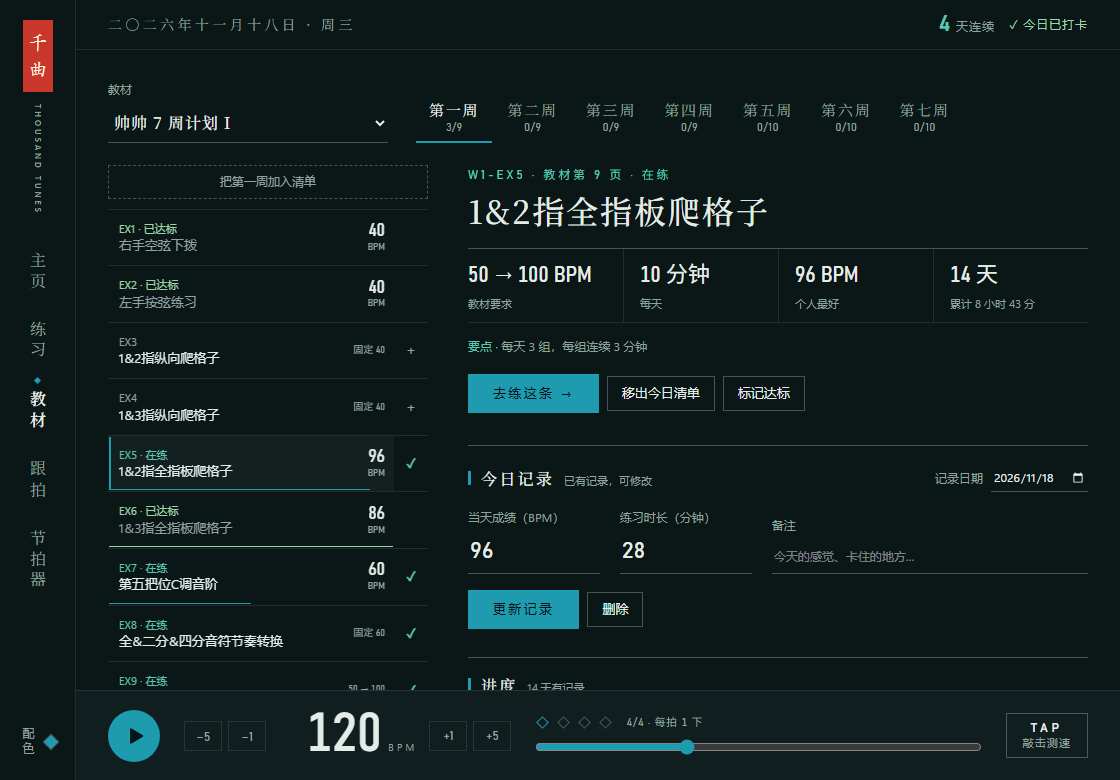 千曲
THOUSAND TUNES
主页
练习
教材
跟拍
节拍器
配色
二〇二六年十一月十八日 · 周三
4 天连续 ✓ 今日已打卡
教材
帅帅 7 周计划 I
第一周 第二周 第三周 第四周 第五周 第六周 第七周
3/9 0/9 0/9 0/9 0/10 0/10 0/10
把第一周加入清单
EX1 · 已达标
右手空弦下拨
40
BPM
EX2 · 已达标
左手按弦练习
40
BPM
EX3
1&2指纵向爬格子
固定 40 +
EX4
1&3指纵向爬格子
固定 40 +
EX5 · 在练
1&2指全指板爬格子
96
BPM
✓
EX6 · 已达标
1&3指全指板爬格子
86
BPM
EX7 · 在练
第五把位C调音阶
60
BPM
✓
EX8 · 在练
全&二分&四分音符节奏转换
固定 60 ✓
EX9 · 在练
50 → 100
W1-EX5 · 教材第 9 页 · 在练
1&2指全指板爬格子
50 → 100 BPM
教材要求
10 分钟
每天
96 BPM
个人最好
14 天
累计 8 小时 43 分
要点 · 每天 3 组，每组连续 3 分钟
去练这条 → 移出今日清单 标记达标
今日记录 已有记录，可修改
记录日期 2026/11/18
当天成绩（BPM） 练习时长（分钟） 备注
96 28 今天的感觉、卡住的地方…
更新记录 删除
进度 14 天有记录
−5 −1 120 BPM +1 +5
4/4 · 每拍 1 下
TAP
敲击测速